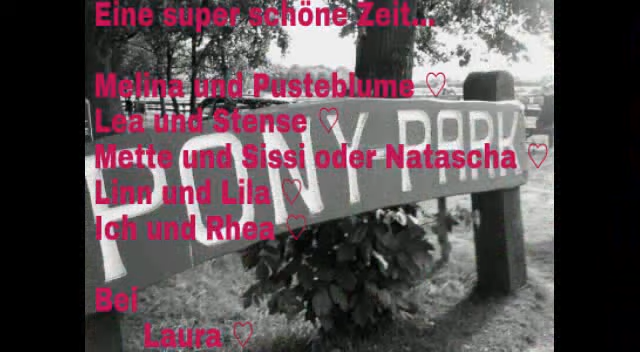 Eine super schöne Zeit...
Melina und Pusteblume ♡
Lea und Stense ♡
Mette und Sissi oder Natascha ♡
Linn und Lila ♡
Ich und Rhea ♡
Bei
Laura ♡
PONY PARK